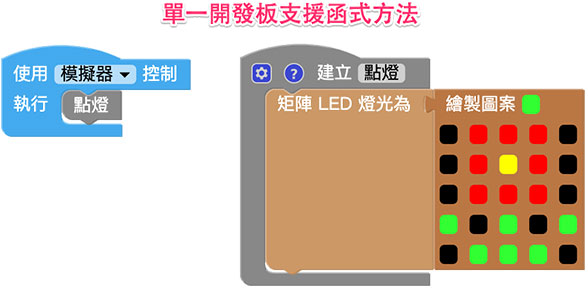 單一開發板支援函式方法
使用 模擬器 控制
執行 點燈
? 建立 點燈
矩陣 LED 燈光為 繪製圖案